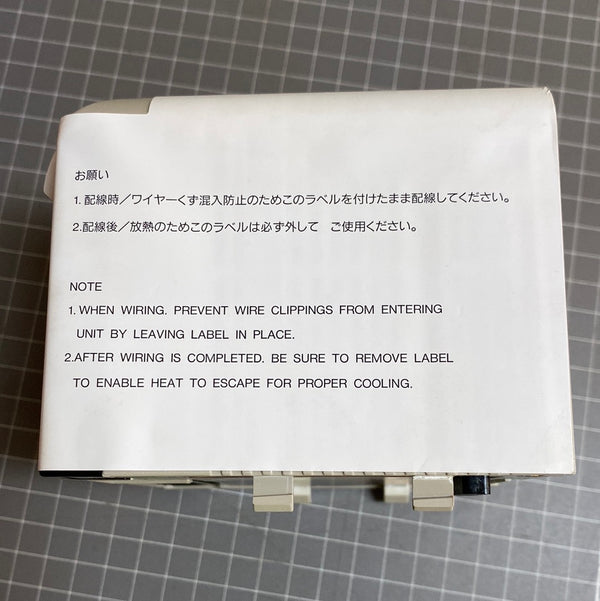 お願い
1. 配線時／ワイヤーくず混入防止のためこのラベルを付けたまま配線してください。
2.配線後／放熱のためこのラベルは必ず外して　ご使用ください。
NOTE
1. WHEN WIRING. PREVENT WIRE CLIPPINGS FROM ENTERING
UNIT BY LEAVING LABEL IN PLACE.
2.AFTER WIRING IS COMPLETED. BE SURE TO REMOVE LABEL
TO ENABLE HEAT TO ESCAPE FOR PROPER COOLING.